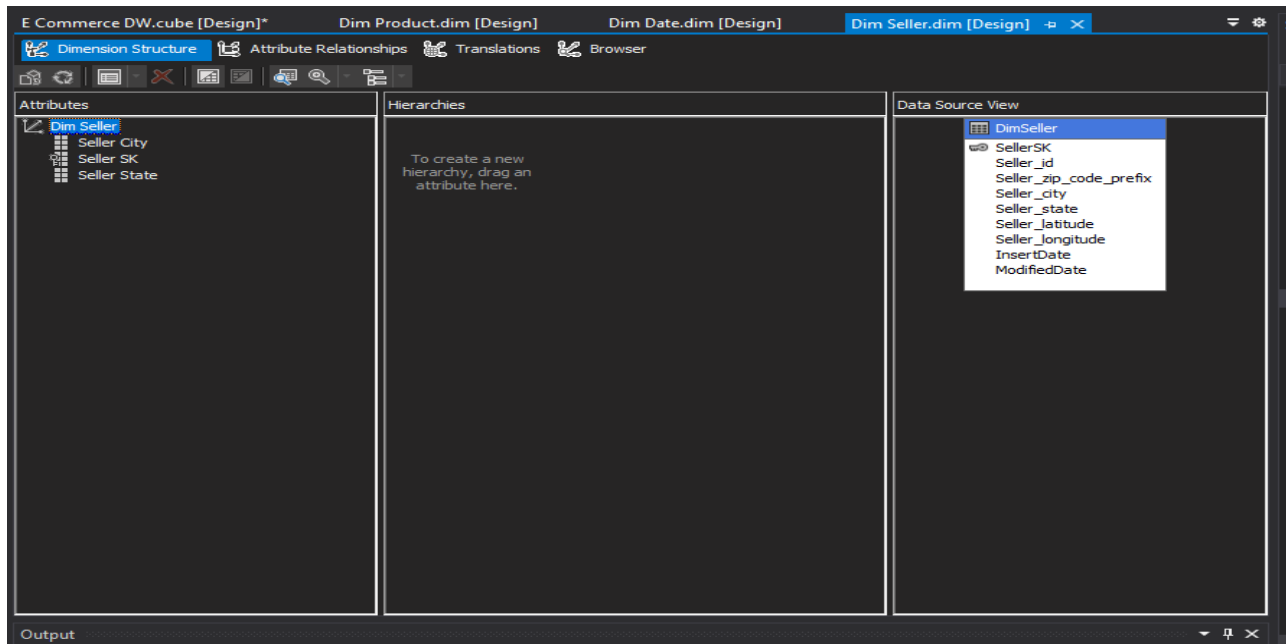 E Commerce DW.cube [Design]* Dim Product.dim [Design] Dim Date.dim [Design] Dim Seller.dim [Design]
Dimension Structure Attribute Relationships Translations Browser
Attributes
Dim Seller
Seller City
Seller SK
Seller State
Hierarchies
To create a new
hierarchy, drag an
attribute here.
Data Source View
DimSeller
SellerSK
Seller_id
Seller_zip_code_prefix
Seller_city
Seller_state
Seller_latitude
Seller_longitude
InsertDate
ModifiedDate
Output